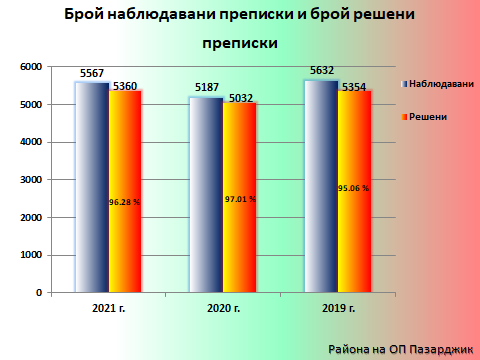 Брой наблюдавани преписки и брой решени
преписки
6000
5000
4000
3000
2000
1000
0
5567
5360
96.28 %
5187
5032
97.01 %
5632
5354
95.06 %
2021 г.
2020 г.
2019 г.
Наблюдавани
Решени
Района на ОП Пазарджик